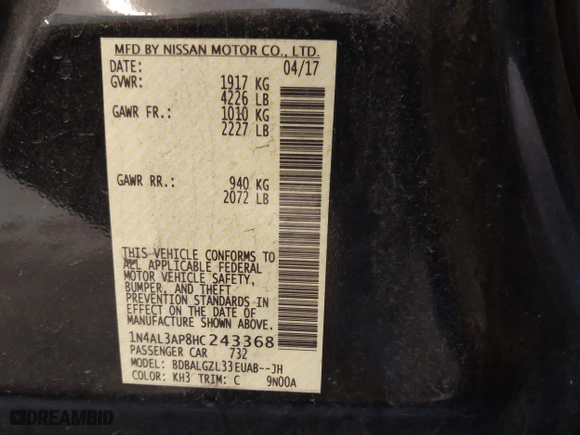 MFD BY NISSAN MOTOR CO., LTD.
DATE: 04/17
GVWR: 1917 KG
4226 LB
GAWR FR.: 1010 KG
2227 LB
GAWR RR.: 940 KG
2072 LB
THIS VEHICLE CONFORMS TO
ALL APPLICABLE FEDERAL
MOTOR VEHICLE SAFETY,
BUMPER, AND THEFT
PREVENTION STANDARDS IN
EFFECT ON THE DATE OF
MANUFACTURE SHOWN ABOVE.
1N4AL3AP8HC243368
PASSENGER CAR 732
MODEL: BDBALGZL33EUAB--JH
COLOR: KH3 TRIM: C 9N00A
DREAMBID